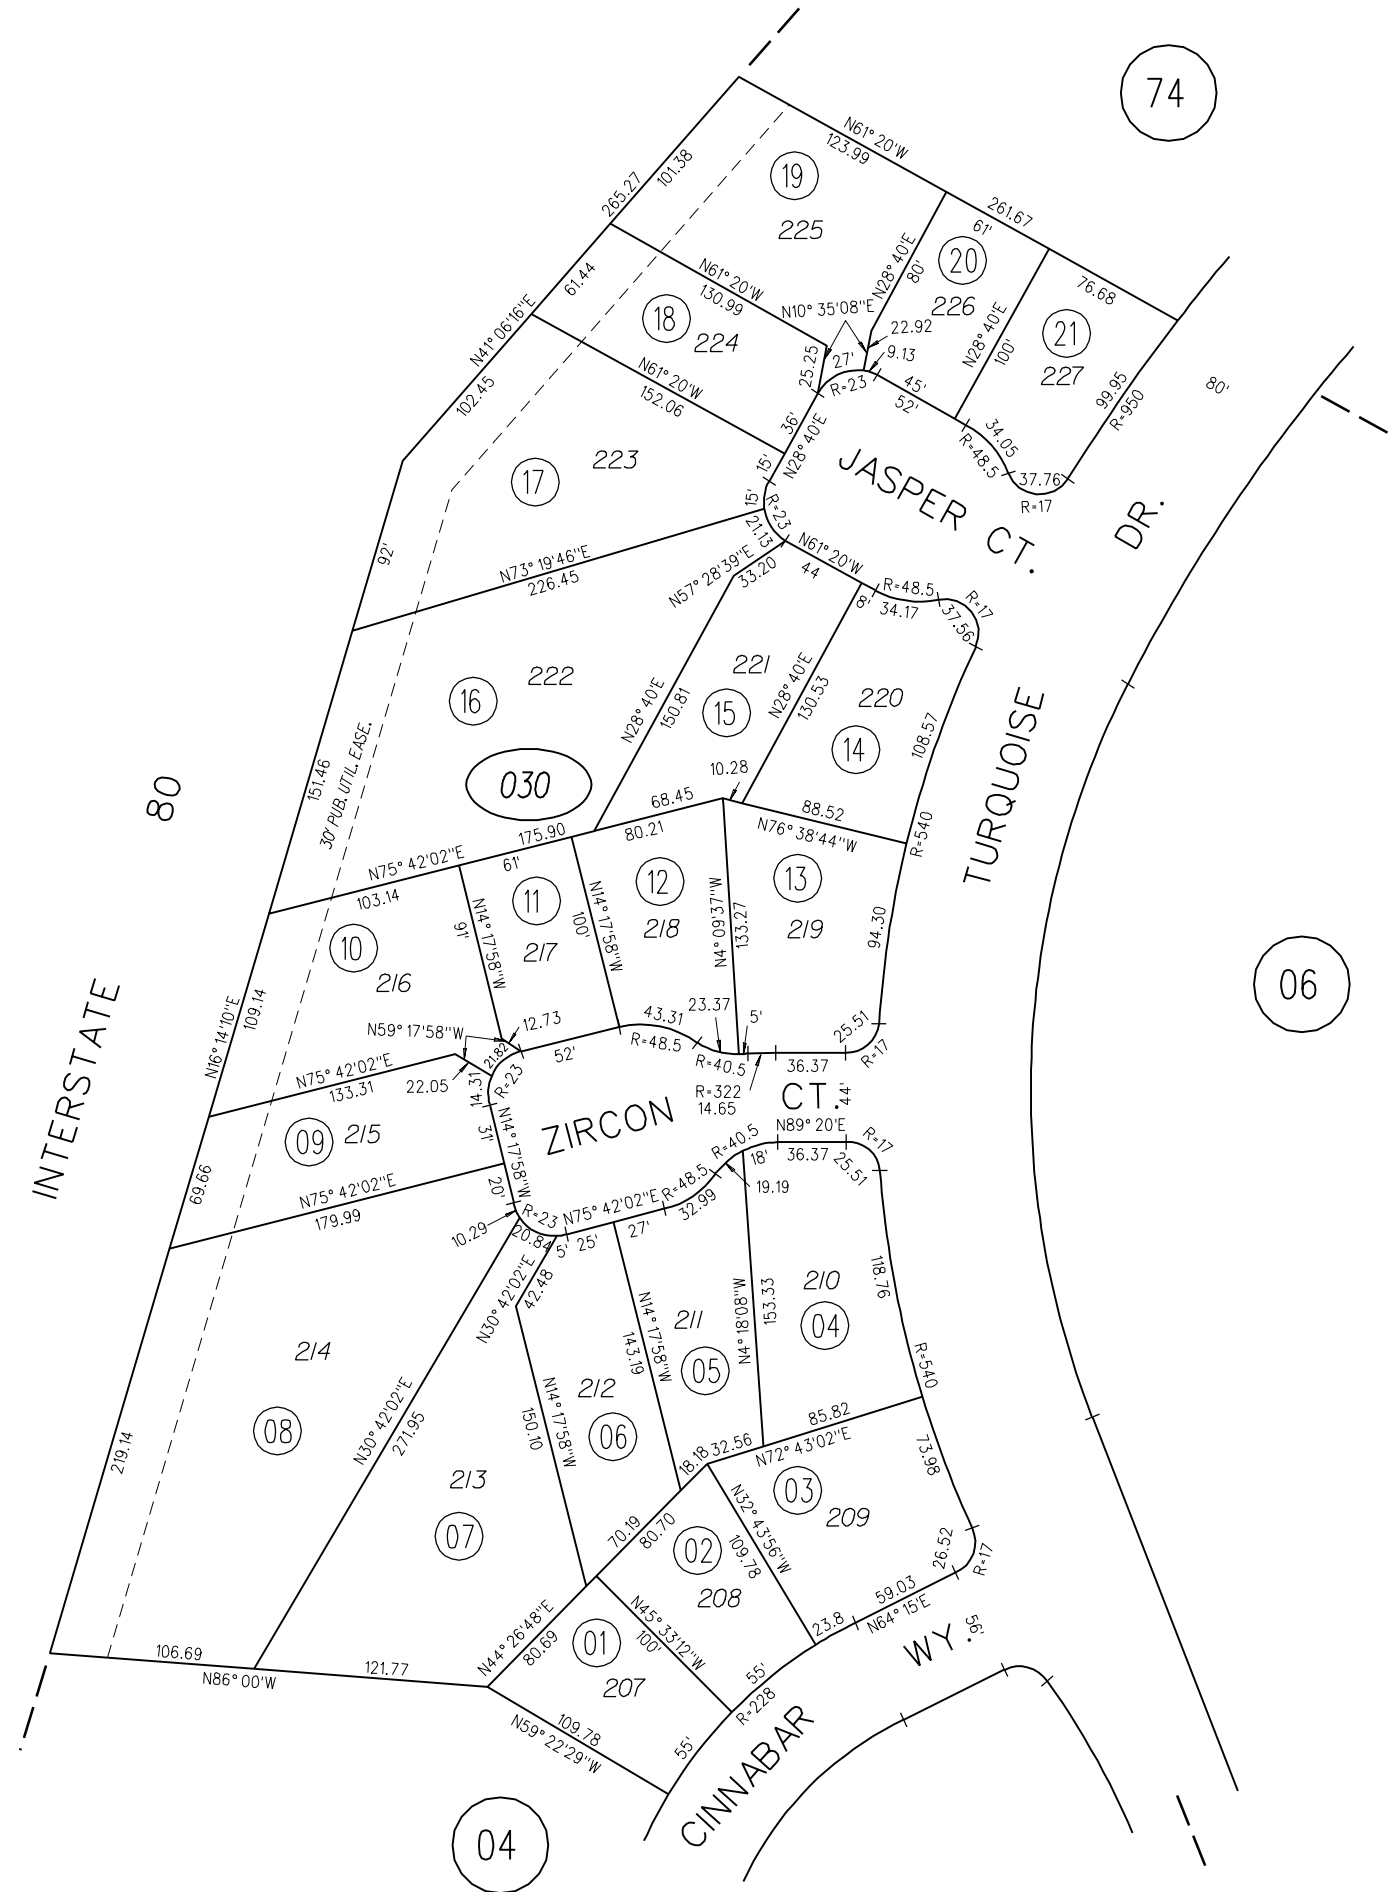 74
N61° 20'W
123.99
19
225
101.38
265.27
261.67
61'
20
226
N28° 40'E
80'
76.68
N61° 20'W
130.99
61.44
18
224
N10° 35'08"E
22.92
9.13
N28° 40'E
100'
21
227
N41° 06'16"E
102.45
N61° 20'W
152.06
25.25
27'
R=23
45'
52'
99.95
R=950
80'
36'
N28° 40'E
34.05
R=48.5
37.76
R=17
17
223
15'
15'
R=23
21.13
JASPER CT.
DR.
92'
N73° 19'46"E
226.45
N57° 28'39"E
33.20
N61° 20'W
44
8'
R=48.5
34.17
R=17
37.56
222
16
221
15
N28° 40'E
150.81
N28° 40'E
130.53
220
14
108.57
TURQUOISE
151.46
30' PUB. UTIL. EASE.
030
10.28
80
68.45
80.21
88.52
N76° 38'44"W
R=540
175.90
N75° 42'02"E
103.14
61'
11
217
12
218
13
219
N14° 17'58"W
91'
N14° 17'58"W
100'
N4° 09'37"W
133.27
94.30
10
216
06
INTERSTATE
N16° 14'10"E
109.14
N59° 17'58"W
12.73
21.82
R=23
52'
43.31
R=48.5
23.37
5'
R=40.5
36.37
25.51
R=17
N75° 42'02"E
133.31
22.05
14.31
R=322
14.65
ZIRCON CT.
44'
09
215
31'
N14° 17'58"W
N89° 20'E
36.37
R=17
25.51
69.66
N75° 42'02"E
179.99
20'
R=23
10.29
20.84
5'
N75° 42'02"E
25'
27'
R=48.5
32.99
R=40.5
18'
19.19
N30° 42'02"E
42.48
118.76
210
04
N4° 18'08"W
153.33
211
05
N14° 17'58"W
143.19
R=540
214
08
N30° 42'02"E
271.95
N14° 17'58"W
150.10
212
06
85.82
N72° 43'02"E
18.18
32.56
73.98
219.14
213
07
03
209
N32° 43'56"W
109.78
70.19
80.70
02
208
26.52
R=17
59.03
N64° 15'E
23.8
WY.
56'
N44° 26'48"E
80.69
01
207
N45° 33'12"W
100'
106.69
N86° 00'W
121.77
55'
R=228
109.78
N59° 22'29"W
55'
CINNABAR
04